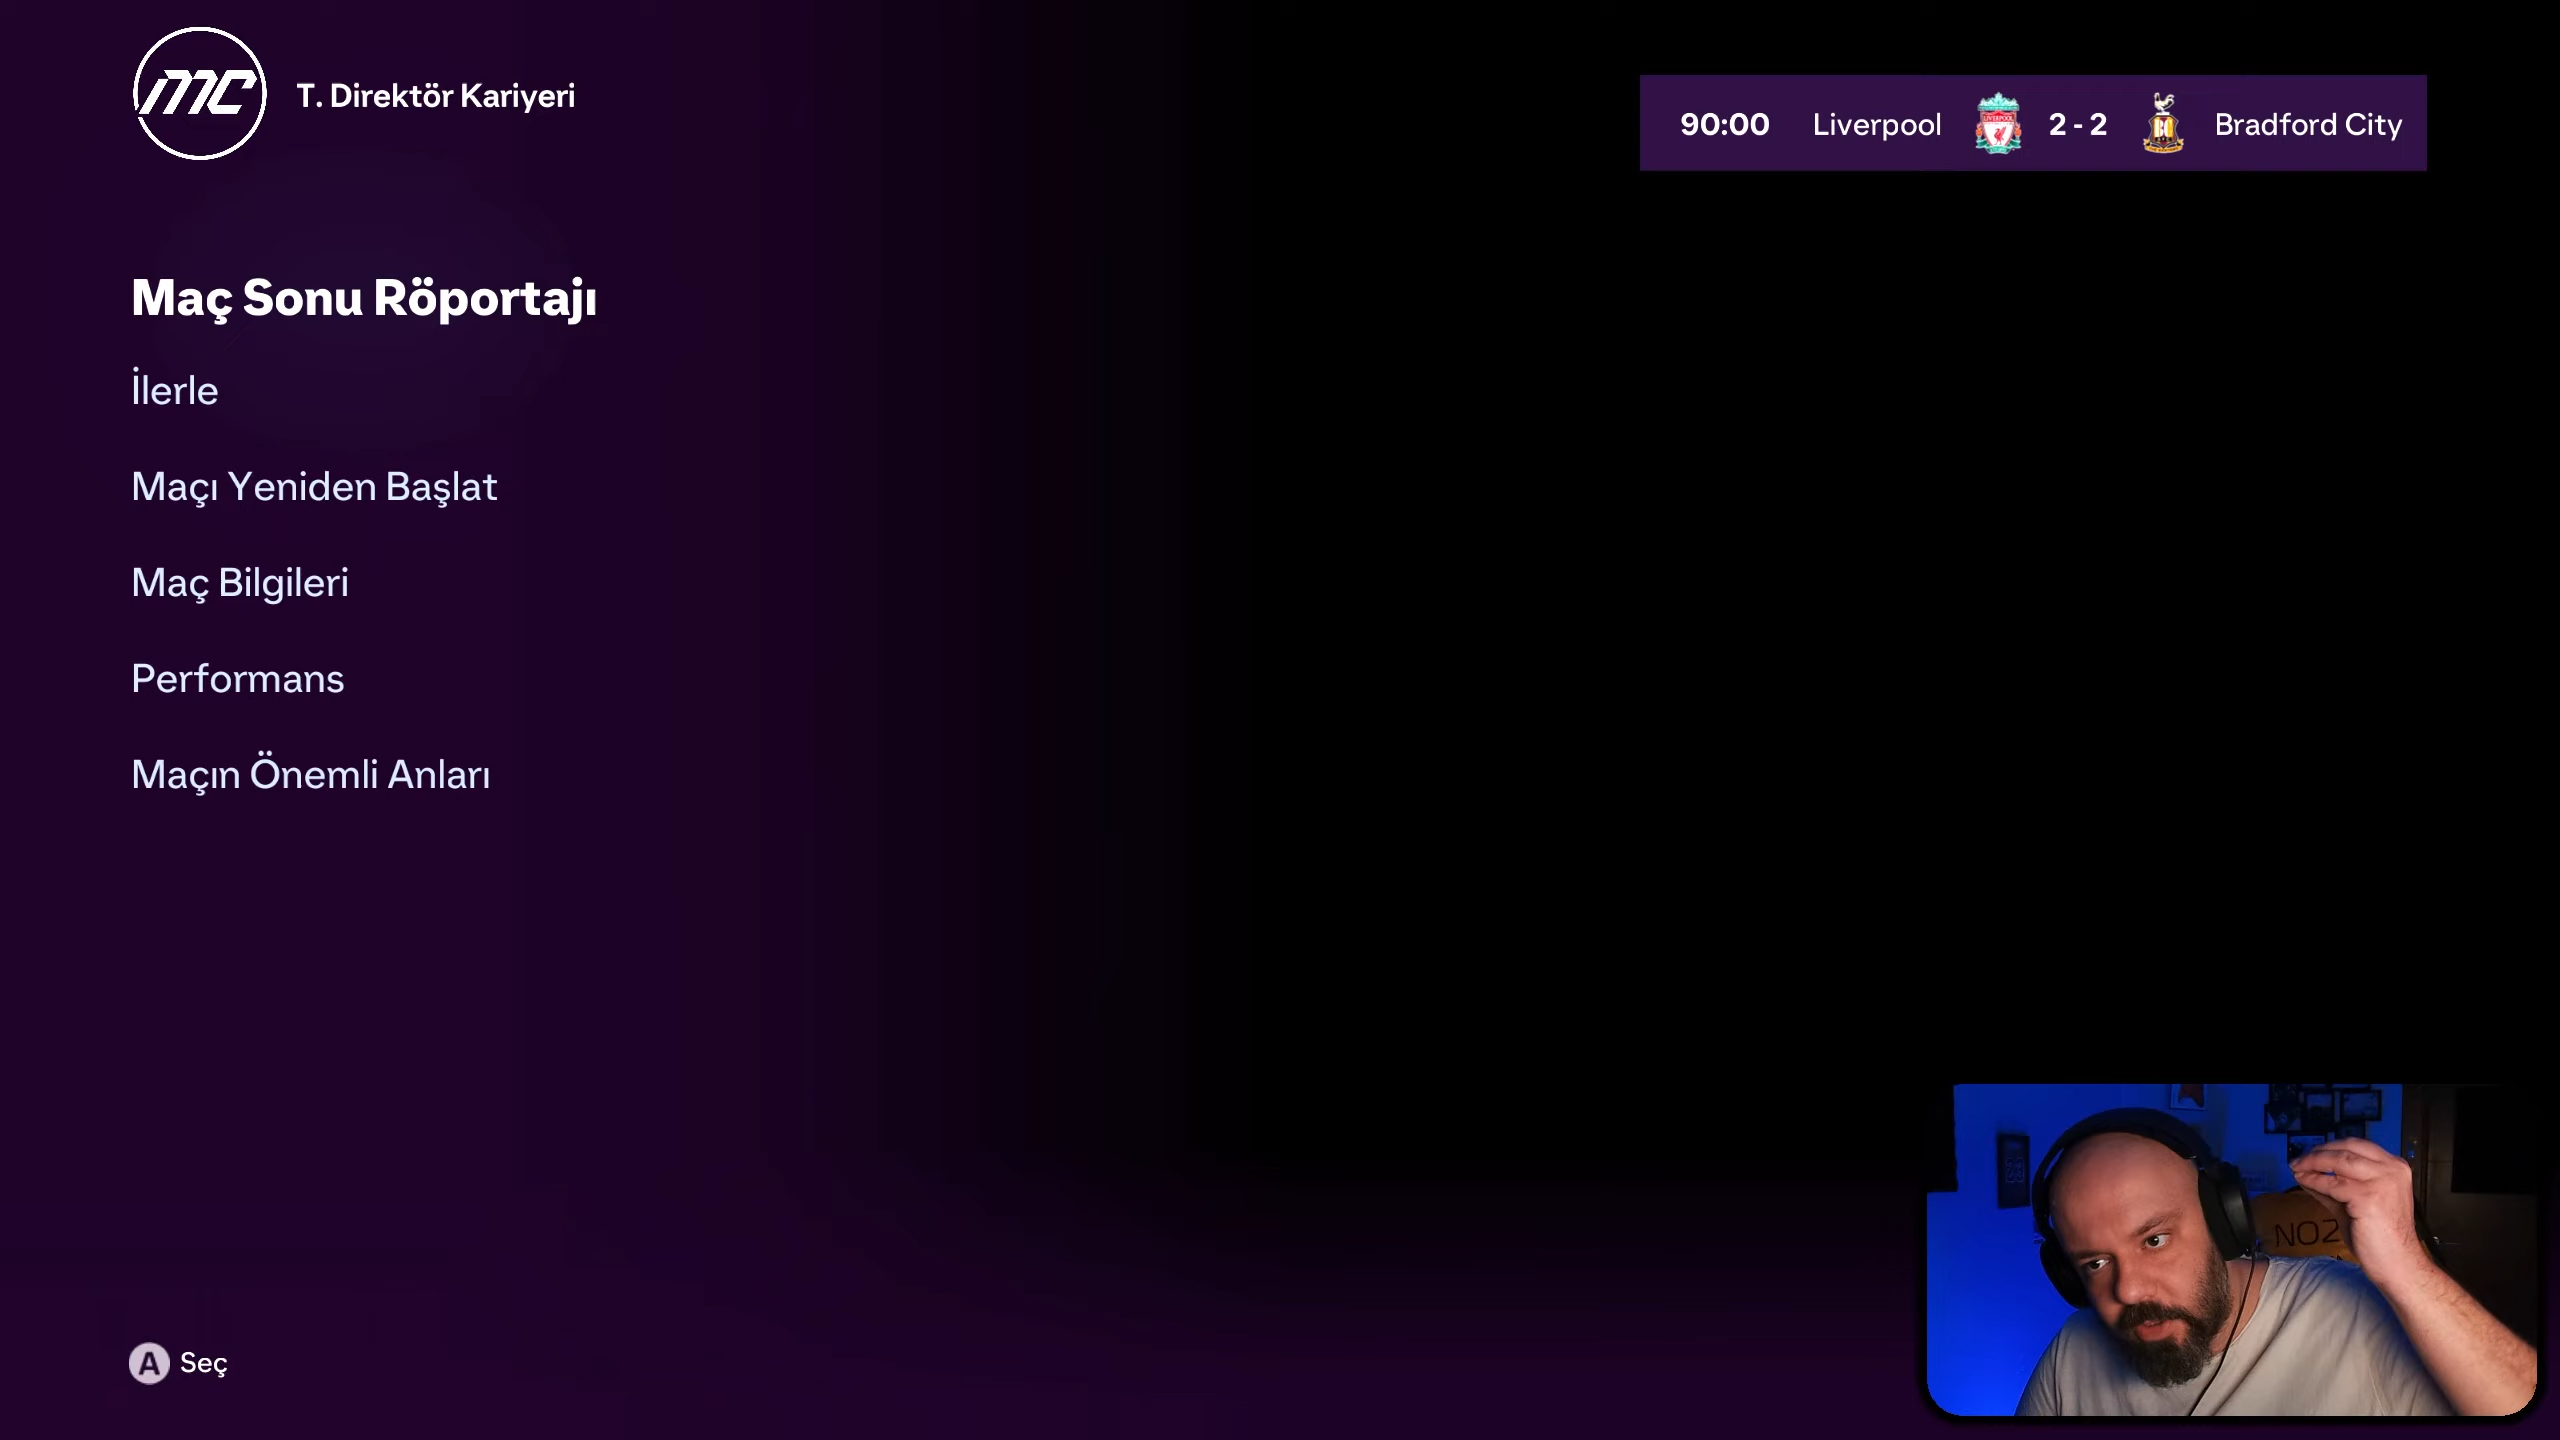 MC T. Direktör Kariyeri
90:00 Liverpool 2 - 2 Bradford City
Maç Sonu Röportajı
İlerle
Maçı Yeniden Başlat
Maç Bilgileri
Performans
Maçın Önemli Anları
NO2
A Seç